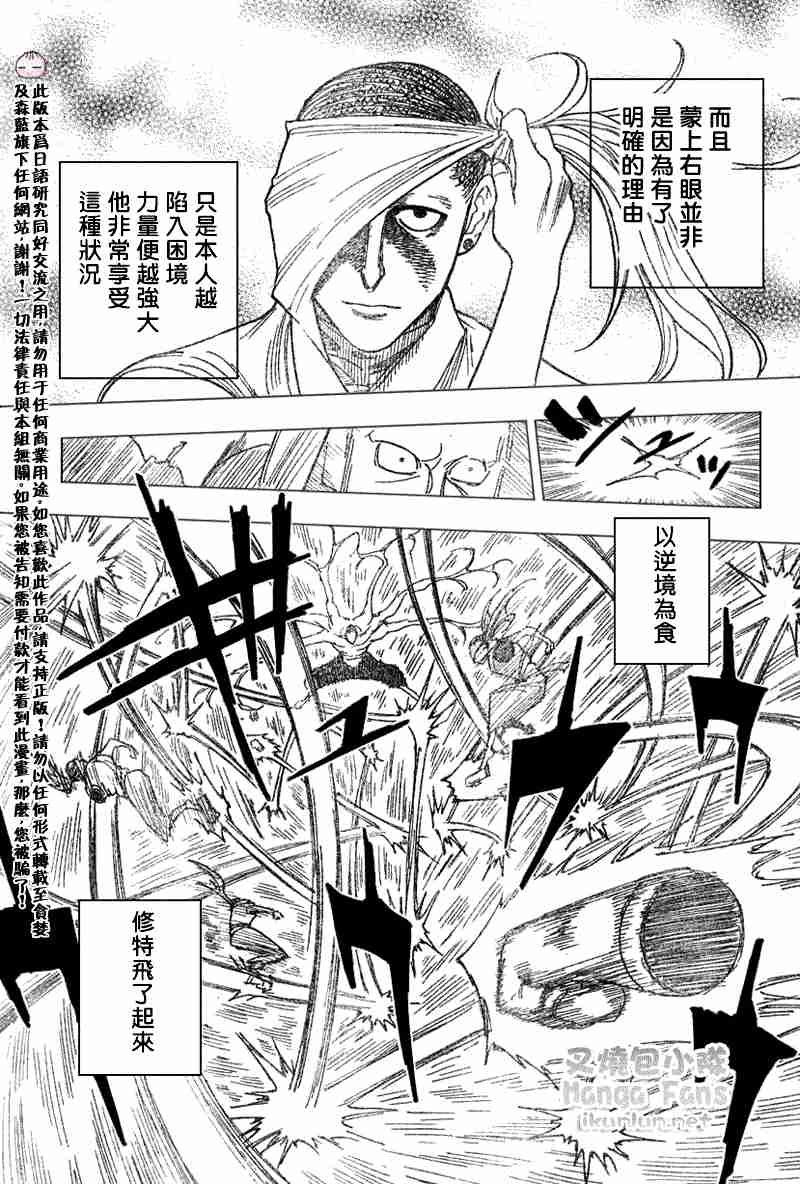 而且
蒙上右眼並非
是因為有了
明確的理由
只是本人越
陷入困境
力量便越強大
他非常享受
這種狀況
ビッ
以逆境為食
修特飛了起來
此版本爲日語研究同好交流之用，請勿用于任何商業用途。如您喜歡此作品，請支持正版！請勿以任何形式轉載至貪婪
及森藍旗下任何網站，謝謝！一切法律責任與本組無關。如果您被告知需要付款才能看到此漫畫，那麼，您被騙了！！
叉燒包小隊
Manga Fans
likunlun.net